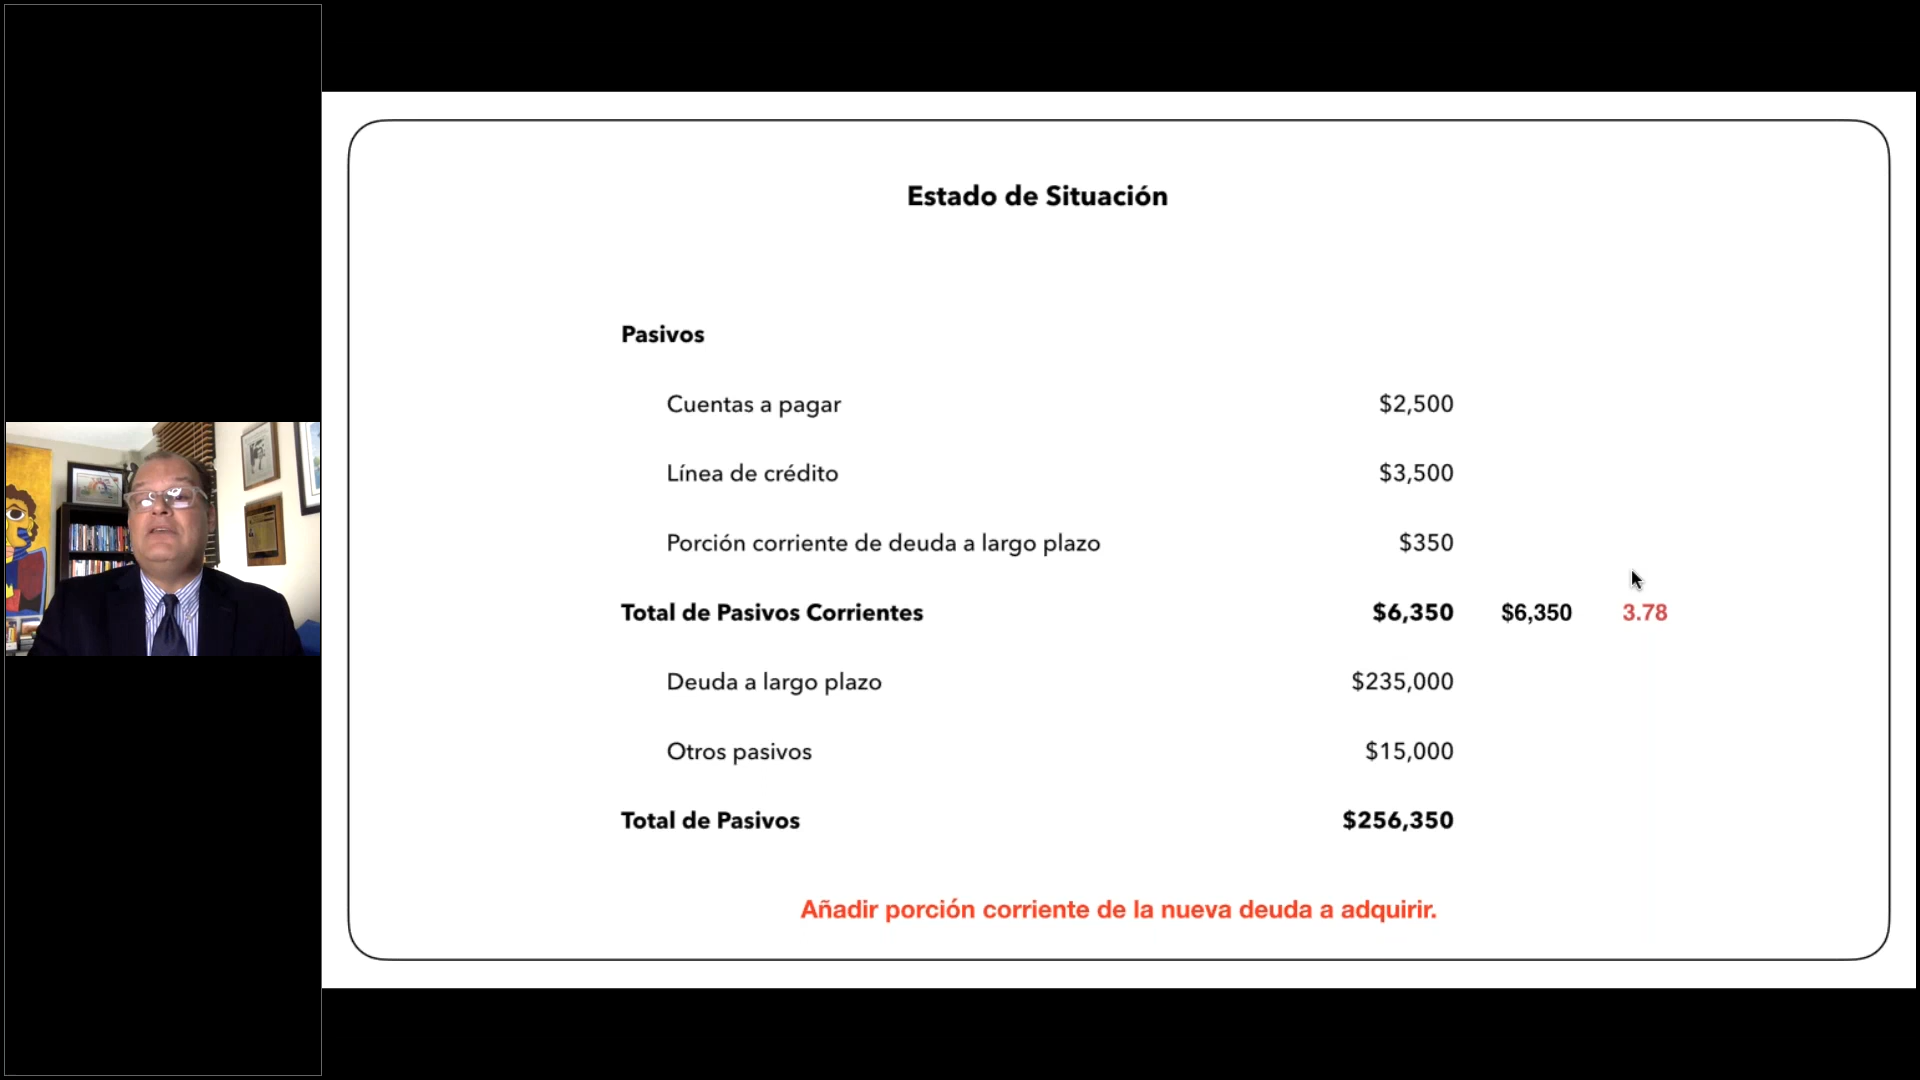 Estado de Situación
Pasivos
Cuentas a pagar $2,500
Línea de crédito $3,500
Porción corriente de deuda a largo plazo $350
Total de Pasivos Corrientes $6,350 $6,350 3.78
Deuda a largo plazo $235,000
Otros pasivos $15,000
Total de Pasivos $256,350
Añadir porción corriente de la nueva deuda a adquirir.